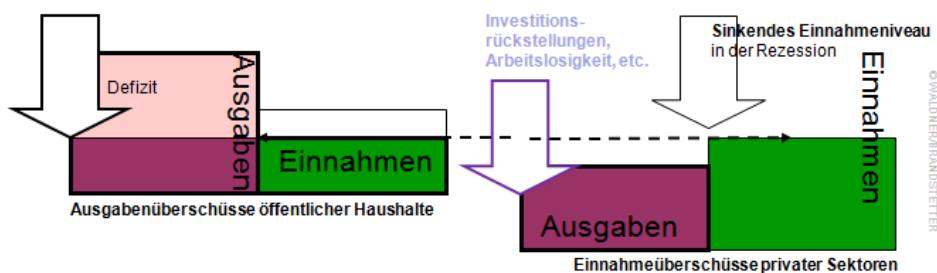 Defizit
Ausgaben
Einnahmen
Ausgabenüberschüsse öffentlicher Haushalte
Investitions-
rückstellungen,
Arbeitslosigkeit, etc.
Sinkendes Einnahmeniveau
in der Rezession
Einnahmen
Ausgaben
Einnahmeüberschüsse privater Sektoren
©WALDNER/BRANDSTETTER